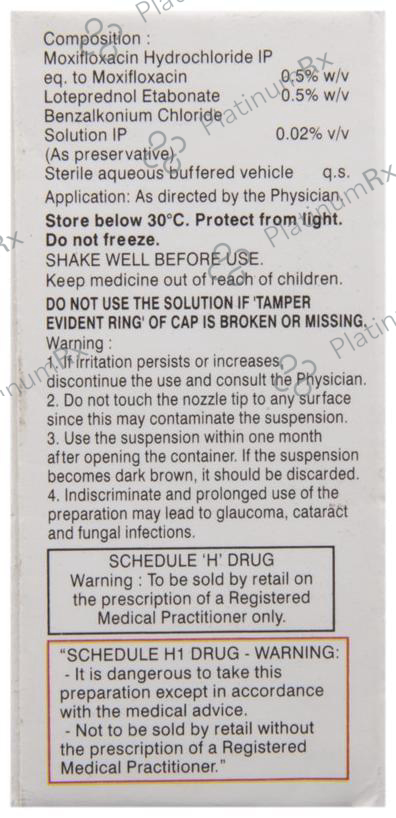 Composition :
Moxifloxacin Hydrochloride IP
eq. to Moxifloxacin 0.5% w/v
Loteprednol Etabonate 0.5% w/v
Benzalkonium Chloride
Solution IP 0.02% v/v
(As preservative)
Sterile aqueous buffered vehicle q.s.
Application: As directed by the Physician.
Store below 30°C. Protect from light.
Do not freeze.
SHAKE WELL BEFORE USE.
Keep medicine out of reach of children.
DO NOT USE THE SOLUTION IF 'TAMPER
EVIDENT RING' OF CAP IS BROKEN OR MISSING.
Warning :
1. If irritation persists or increases,
discontinue the use and consult the Physician.
2. Do not touch the nozzle tip to any surface
since this may contaminate the suspension.
3. Use the suspension within one month
after opening the container. If the suspension
becomes dark brown, it should be discarded.
4. Indiscriminate and prolonged use of the
preparation may lead to glaucoma, cataract
and fungal infections.
SCHEDULE 'H' DRUG
Warning : To be sold by retail on
the prescription of a Registered
Medical Practitioner only.
"SCHEDULE H1 DRUG - WARNING:
- It is dangerous to take this
preparation except in accordance
with the medical advice.
- Not to be sold by retail without
the prescription of a Registered
Medical Practitioner."
PlatinumRx
PlatinumRx
PlatinumRx
Rx
Platin
inumRx